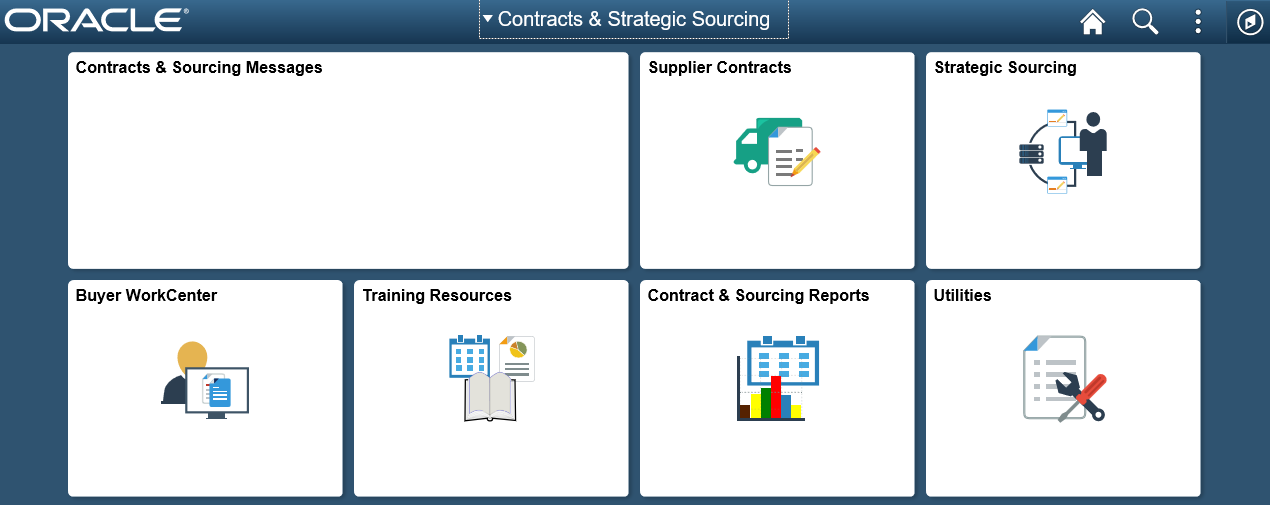 ORACLE®
Contracts & Strategic Sourcing
Contracts & Sourcing Messages
Supplier Contracts
Strategic Sourcing
Buyer WorkCenter
Training Resources
Contract & Sourcing Reports
Utilities